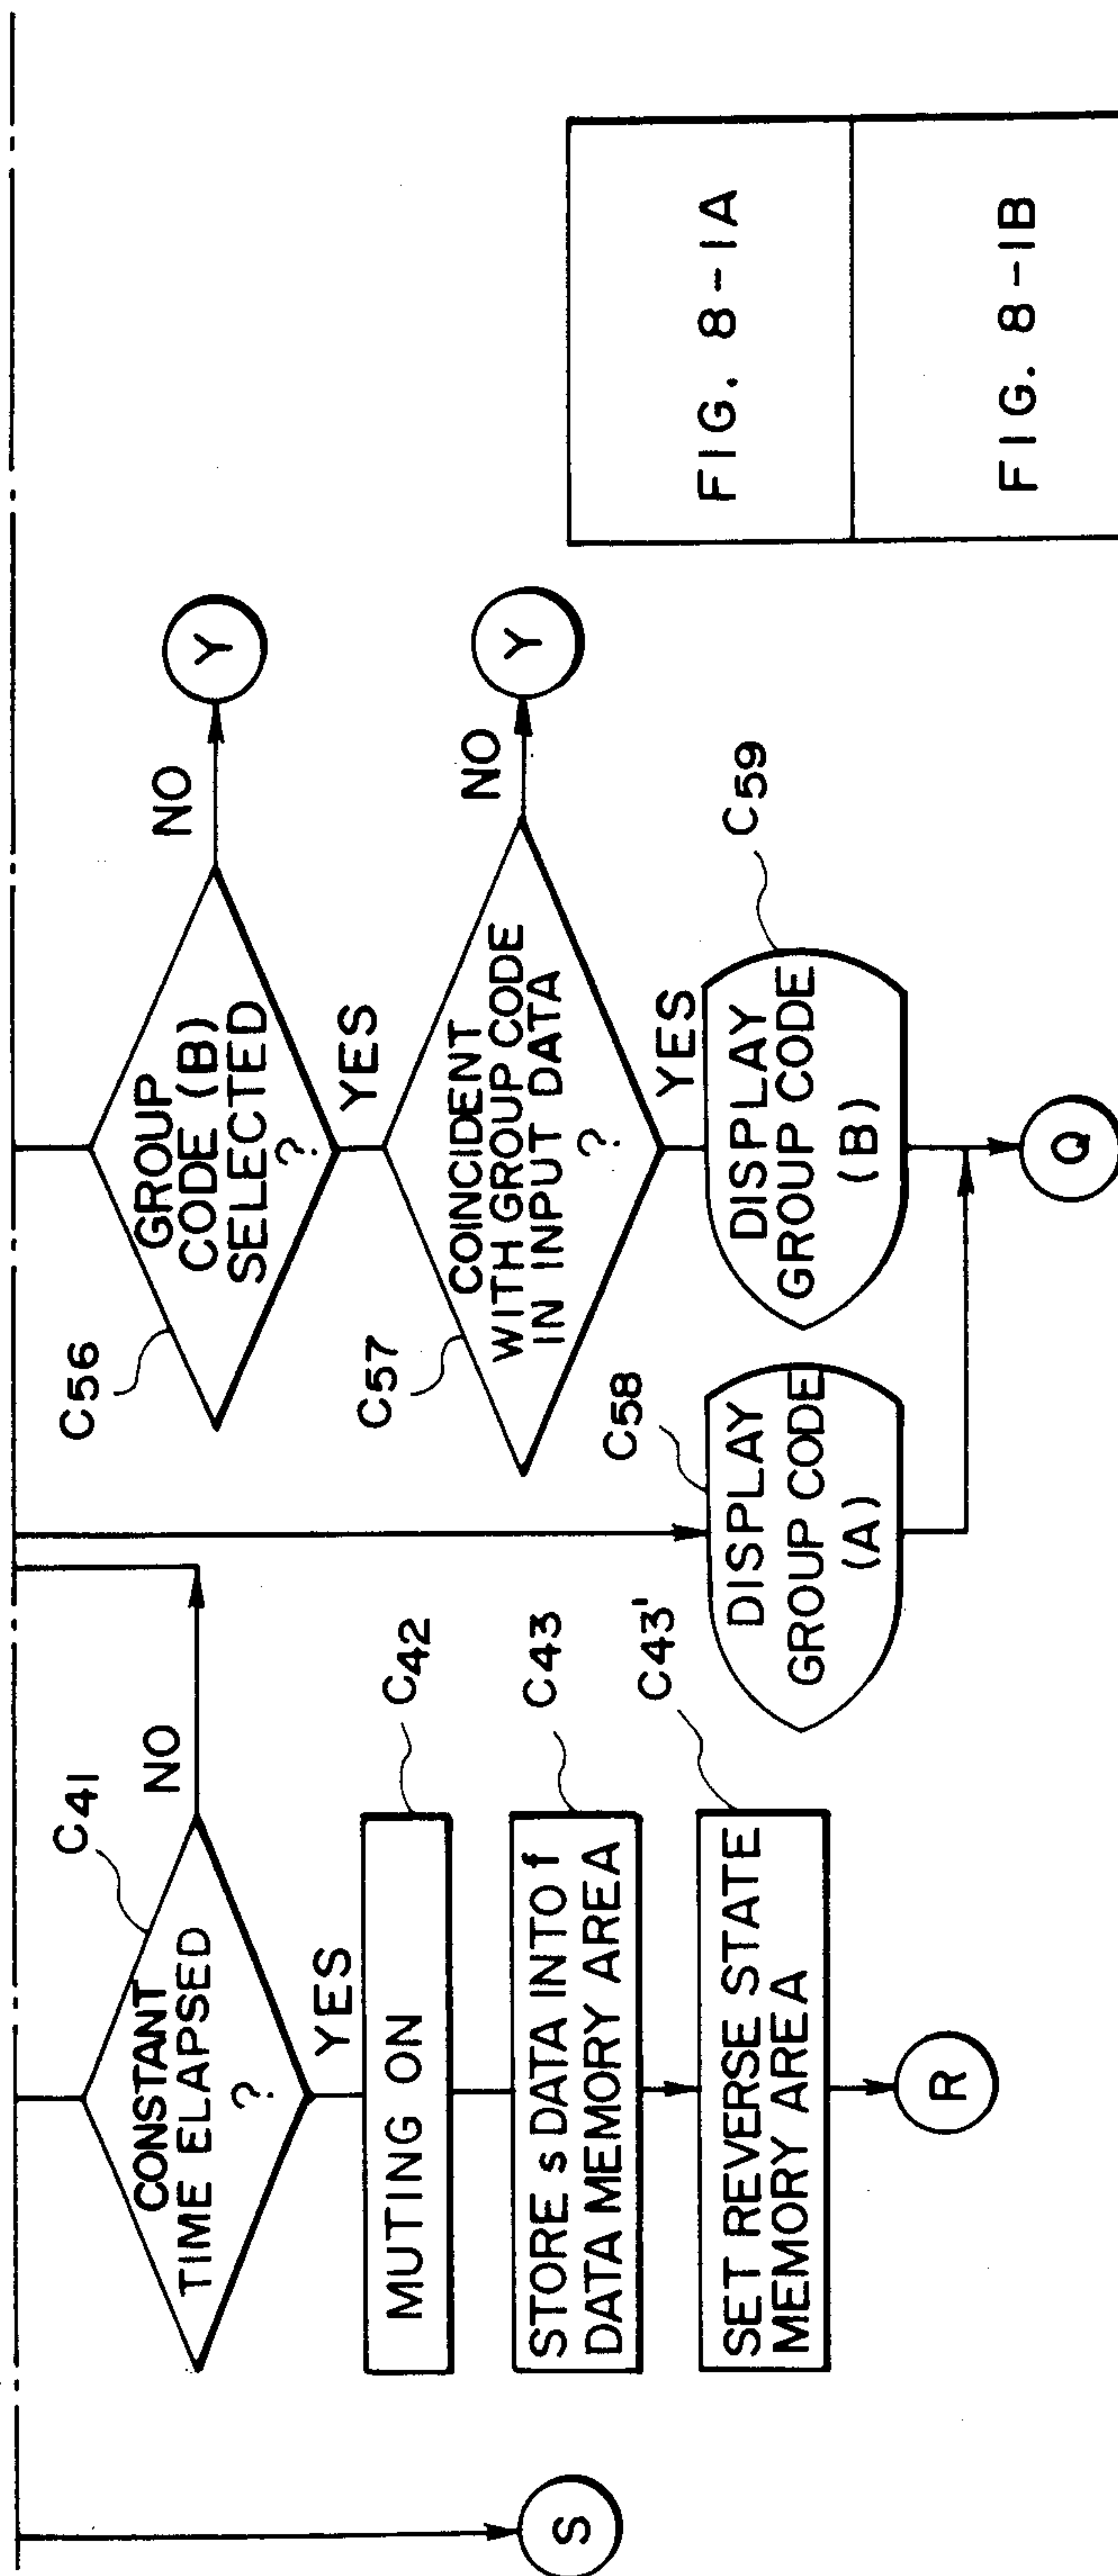 S
C41
CONSTANT
TIME ELAPSED
?
NO
YES
C42
MUTING ON
C43
STORE s DATA INTO f
DATA MEMORY AREA
C43'
SET REVERSE STATE
MEMORY AREA
R
C56
GROUP
CODE (B)
SELECTED
?
NO
Y
YES
C57
COINCIDENT
WITH GROUP CODE
IN INPUT DATA
?
NO
Y
YES
C58
DISPLAY
GROUP CODE
(A)
C59
DISPLAY
GROUP CODE
(B)
Q
FIG. 8-1A
FIG. 8-1B